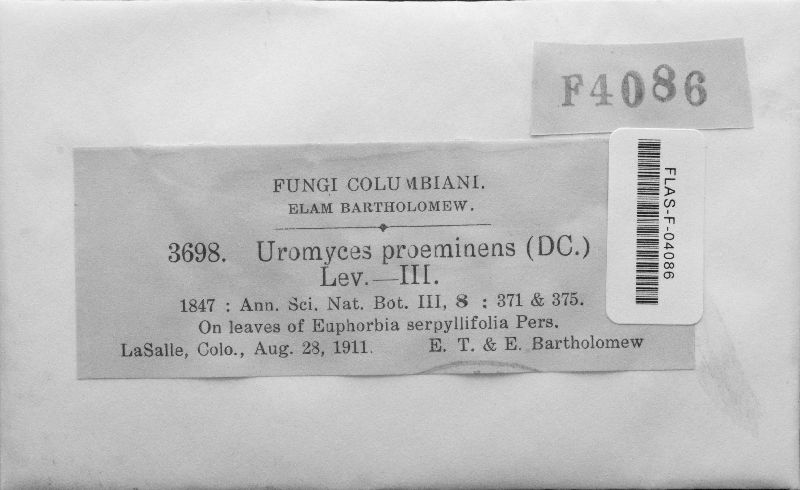 F4086
FLAS-F-04086
FUNGI COLUMBIANI.
ELAM BARTHOLOMEW.
3698. Uromyces proeminens (DC.)
Lev.—III.
1847 : Ann. Sci. Nat. Bot. III, 8 : 371 & 375.
On leaves of Euphorbia serpyllifolia Pers.
LaSalle, Colo., Aug. 28, 1911. E. T. & E. Bartholomew